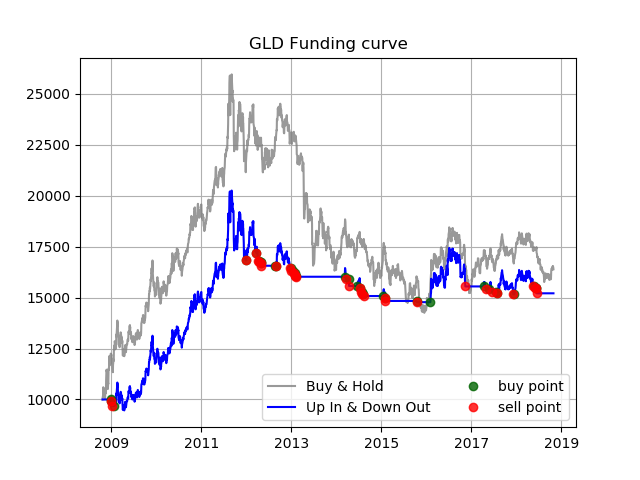 GLD Funding curve
25000
22500
20000
17500
15000
12500
10000
Buy & Hold
Up In & Down Out
buy point
sell point
2009 2011 2013 2015 2017 2019